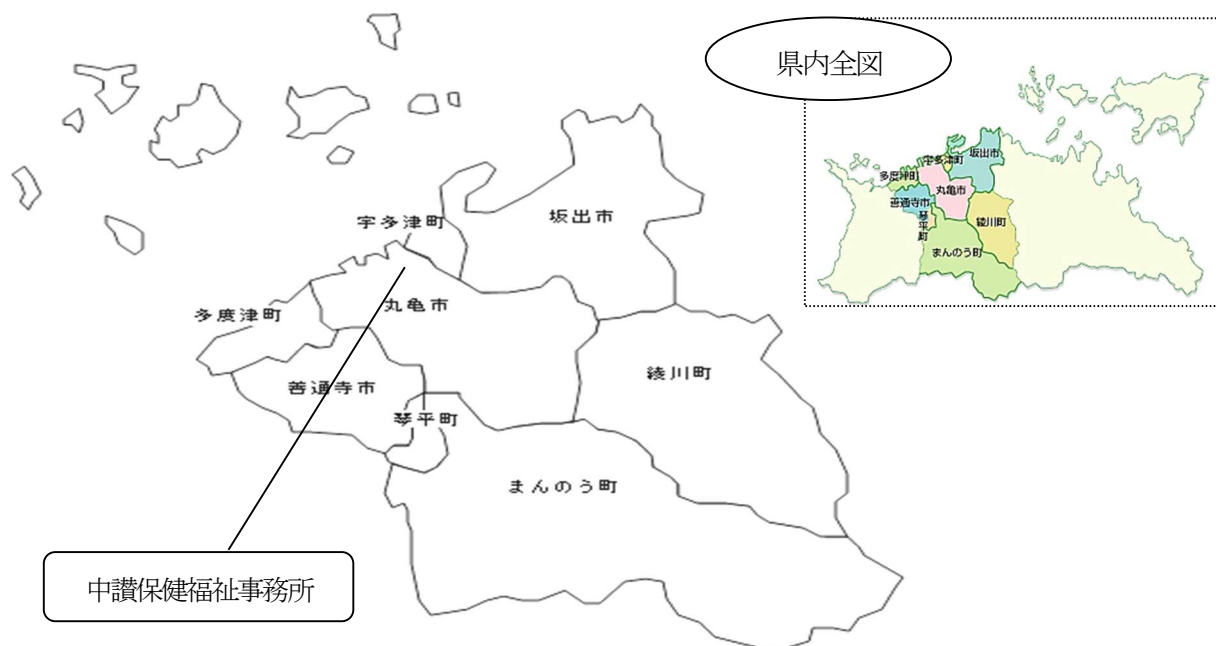 県内全図
坂出市
宇多津町
多度津町
丸亀市
善通寺市
綾川町
琴平町
まんのう町
宇多津町
坂出市
丸亀市
多度津町
綾川町
善通寺市
琴平町
まんのう町
中讃保健福祉事務所